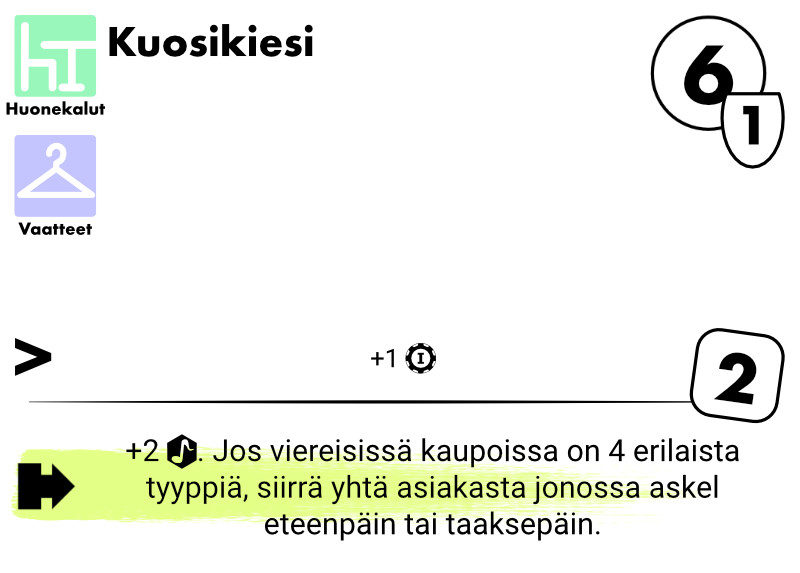 Kuosikiesi
Huonekalut
Vaatteet
6
1
>
+1 I
2
+2 . Jos viereisissä kaupoissa on 4 erilaista
tyyppiä, siirrä yhtä asiakasta jonossa askel
eteenpäin tai taaksepäin.